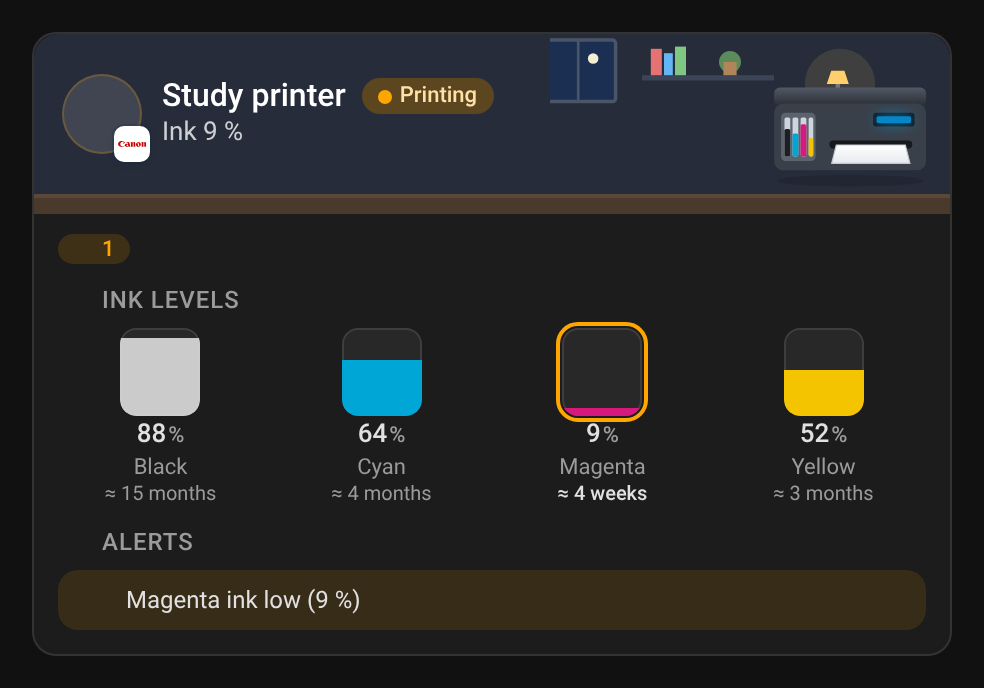 Study printer
Printing
Ink 9 %
Canon
1
INK LEVELS
88% 64% 9% 52%
Black Cyan Magenta Yellow
≈ 15 months ≈ 4 months ≈ 4 weeks ≈ 3 months
ALERTS
Magenta ink low (9 %)